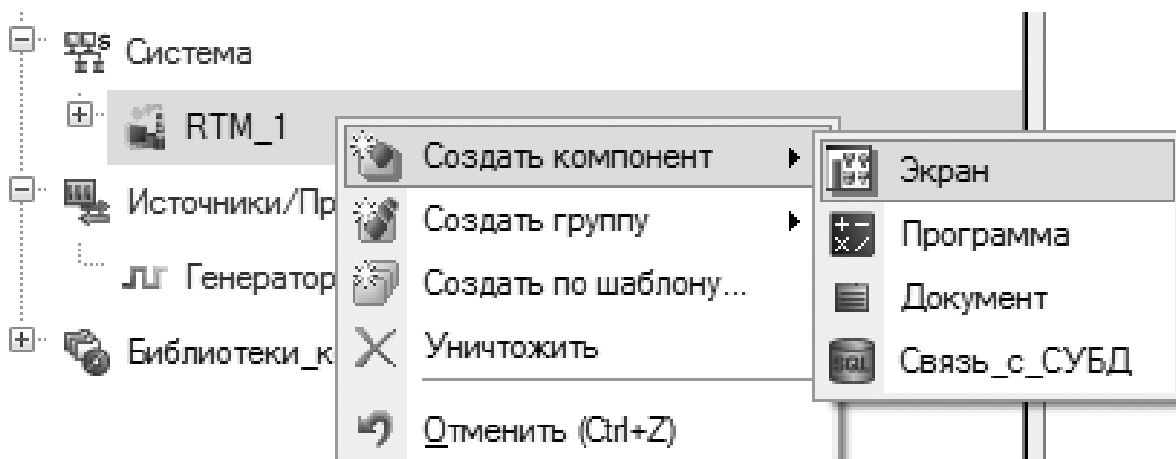 Система
RTM_1
Создать компонент
Экран
Источники/Пр
Создать группу
Программа
Генератор
Создать по шаблону...
Документ
Библиотеки_к
Уничтожить
SQL
Связь_с_СУБД
Отменить (Ctrl+Z)